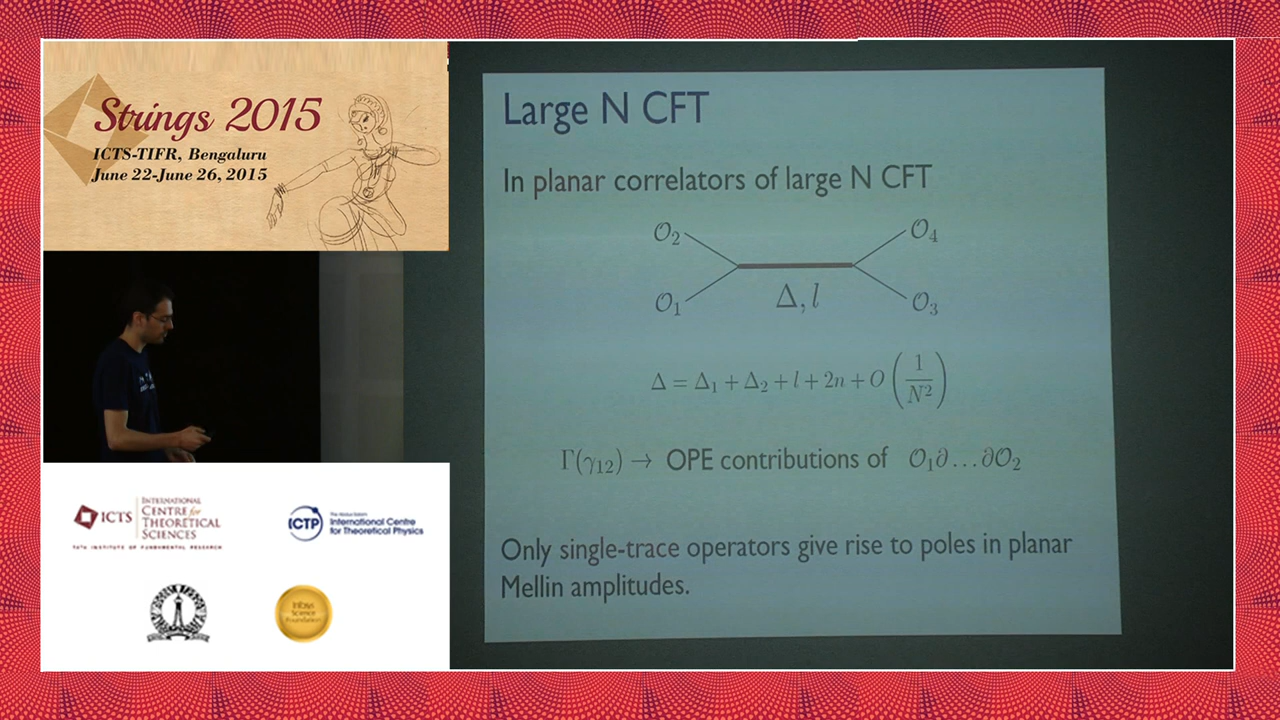 Strings 2015
ICTS-TIFR, Bengaluru
June 22-June 26, 2015
ICTS
INTERNATIONAL
CENTRE for
THEORETICAL
SCIENCES
TATA INSTITUTE OF FUNDAMENTAL RESEARCH
ICTP
The Abdus Salam
International Centre
for Theoretical Physics
Infosys
Science
Foundation
Large N CFT
In planar correlators of large N CFT
𝒪₂ 𝒪₄
𝒪₁ Δ, l 𝒪₃
Δ = Δ₁ + Δ₂ + l + 2n + O(1/N²)
Γ(γ₁₂) → OPE contributions of 𝒪₁∂…∂𝒪₂
Only single-trace operators give rise to poles in planar
Mellin amplitudes.